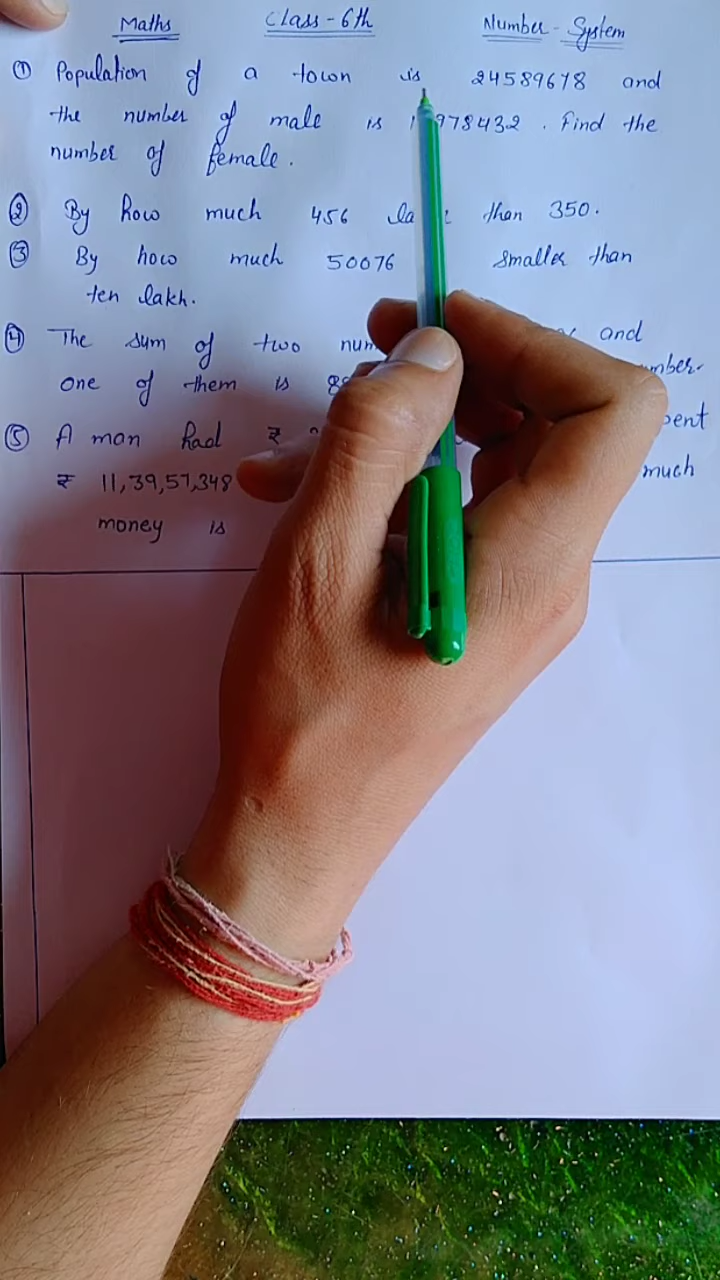 Maths Class - 6th Number - System
① Population of a town is 24589678 and
the number of male is 978432 . Find the
number of female.
② By how much 456 than 350.
③ By how much 50076 smaller than
ten lakh.
④ The sum of two and
one of them is
⑤ A man had ₹
₹ 11,39,57,348 much
money is